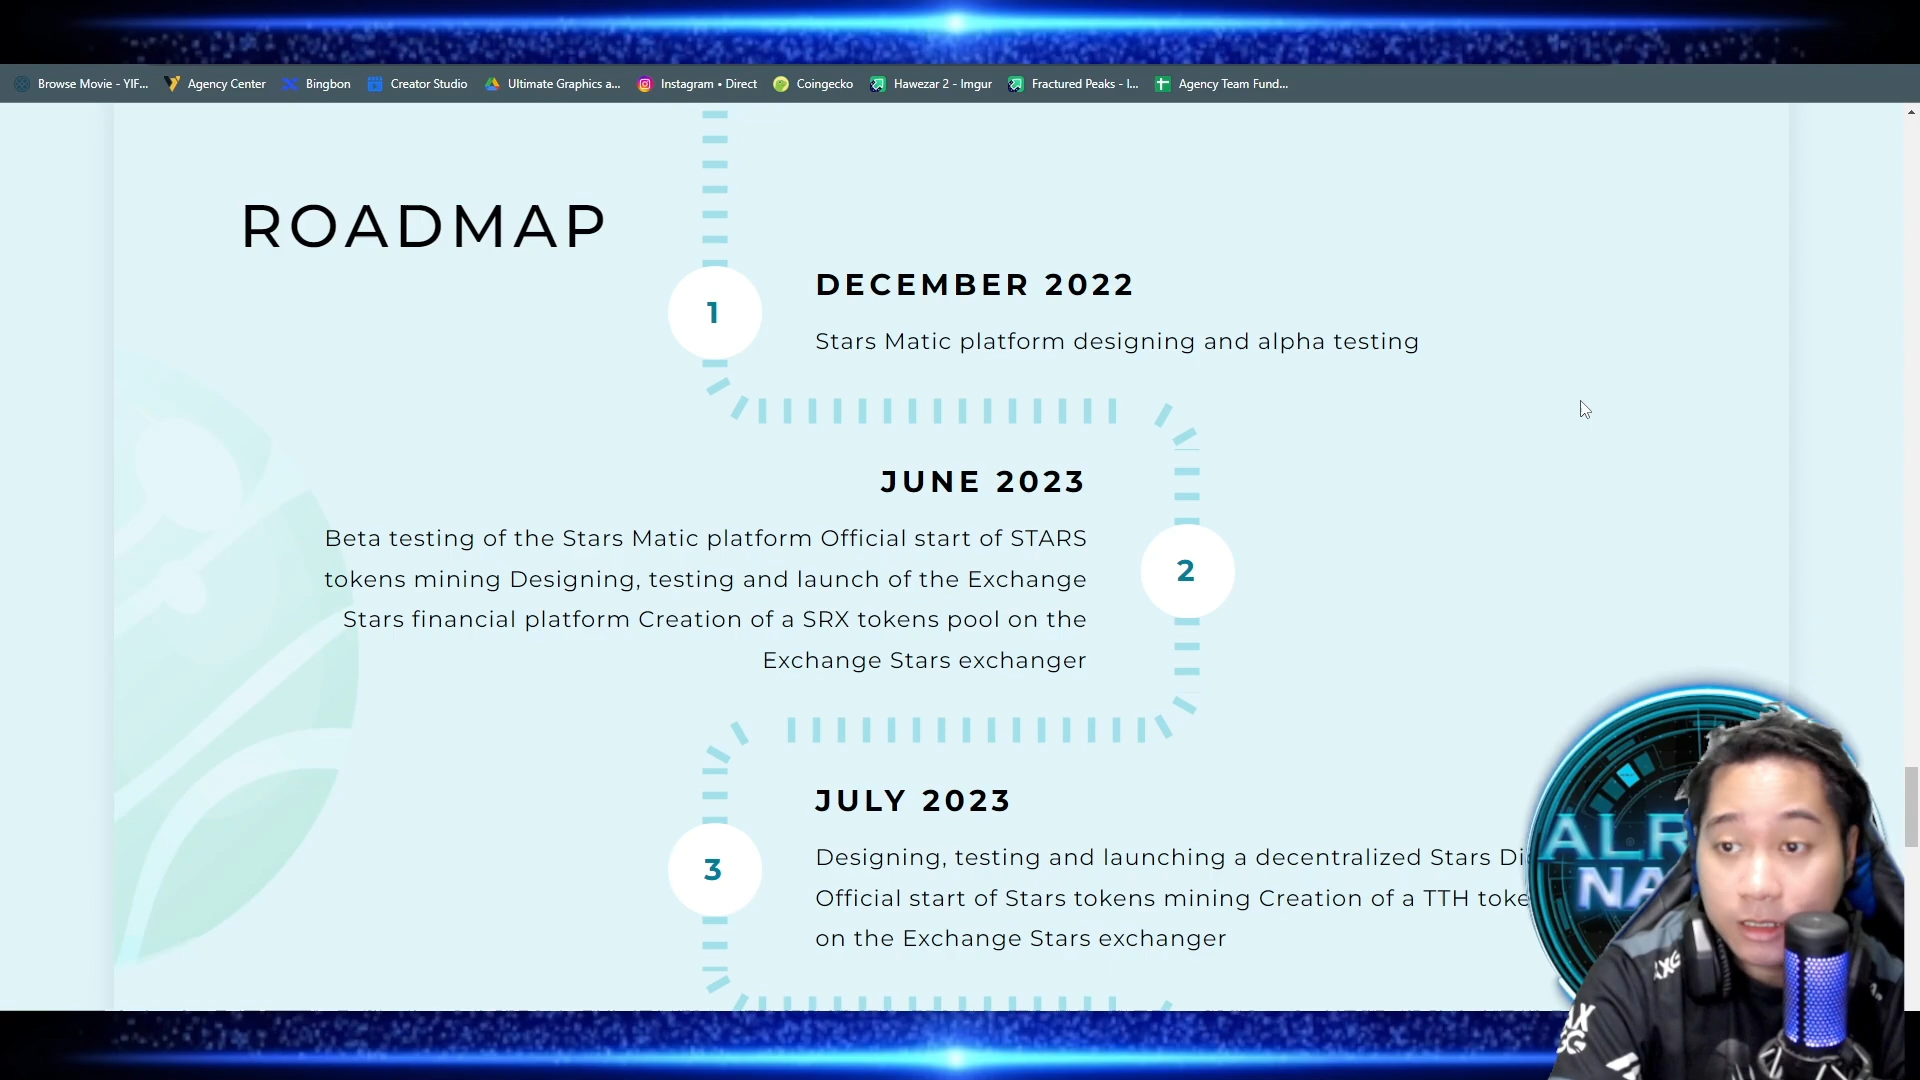 Browse Movie - YIF...
Agency Center
Bingbon
Creator Studio
Ultimate Graphics a...
Instagram • Direct
Coingecko
Hawezar 2 - Imgur
Fractured Peaks - I...
Agency Team Fund...
ROADMAP
1
DECEMBER 2022
Stars Matic platform designing and alpha testing
JUNE 2023
Beta testing of the Stars Matic platform Official start of STARS
tokens mining Designing, testing and launch of the Exchange
Stars financial platform Creation of a SRX tokens pool on the
Exchange Stars exchanger
2
JULY 2023
3
Designing, testing and launching a decentralized Stars
Official start of Stars tokens mining Creation of a TTH
on the Exchange Stars exchanger